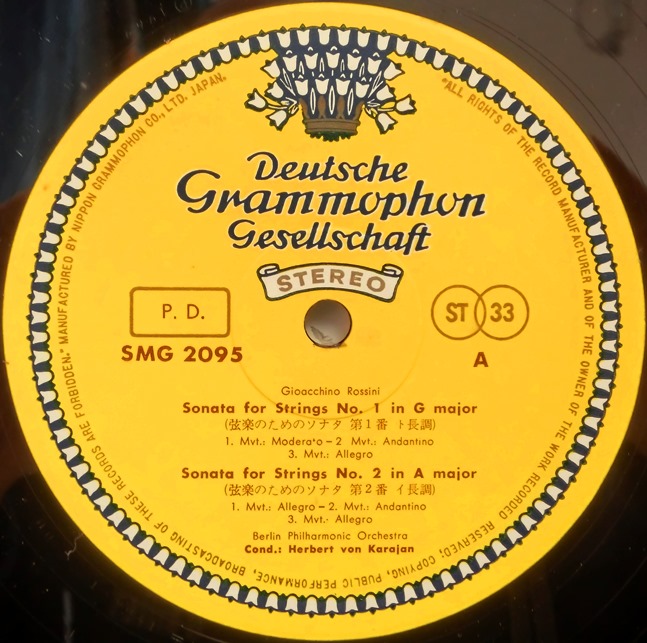 Deutsche
Grammophon
Gesellschaft
STEREO
P. D.
SMG 2095
ST 33
A
Gioacchino Rossini
Sonata for Strings No. 1 in G major
(弦楽のためのソナタ 第1番 ト長調)
1. Mvt.: Moderato – 2 Mvt.: Andantino
3. Mvt.: Allegro
Sonata for Strings No. 2 in A major
(弦楽のためのソナタ 第2番 イ長調)
1. Mvt.: Allegro – 2. Mvt.: Andantino
3. Mvt. Allegro
Berlin Philharmonic Orchestra
Cond.: Herbert von Karajan
"ALL RIGHTS OF THE RECORD MANUFACTURER AND OF THE OWNER OF THE WORK RECORDED RESERVED; COPYING, PUBLIC PERFORMANCE, BROADCASTING OF THESE RECORDS ARE FORBIDDEN." MANUFACTURED BY NIPPON GRAMMOPHON CO., LTD. JAPAN.